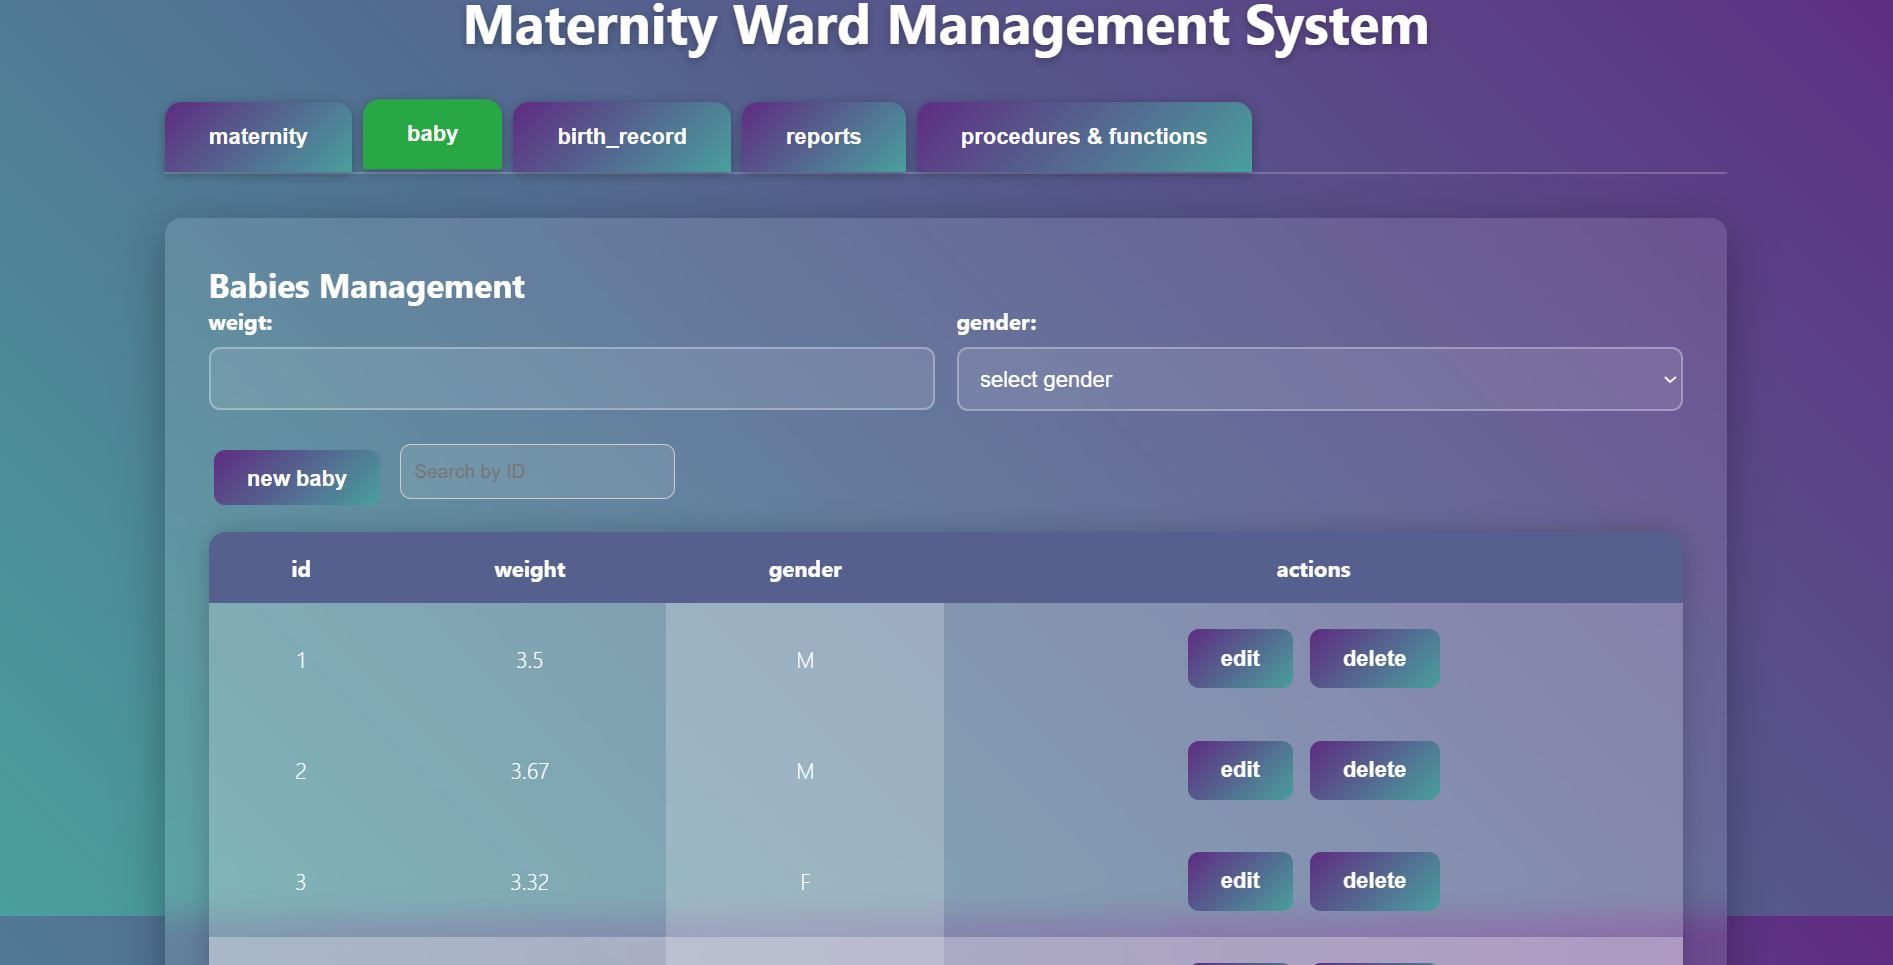 Maternity Ward Management System
maternity baby birth_record reports procedures & functions
Babies Management
weigt: gender:
select gender
new baby Search by ID
id weight gender actions
1 3.5 M edit delete
2 3.67 M edit delete
3 3.32 F edit delete